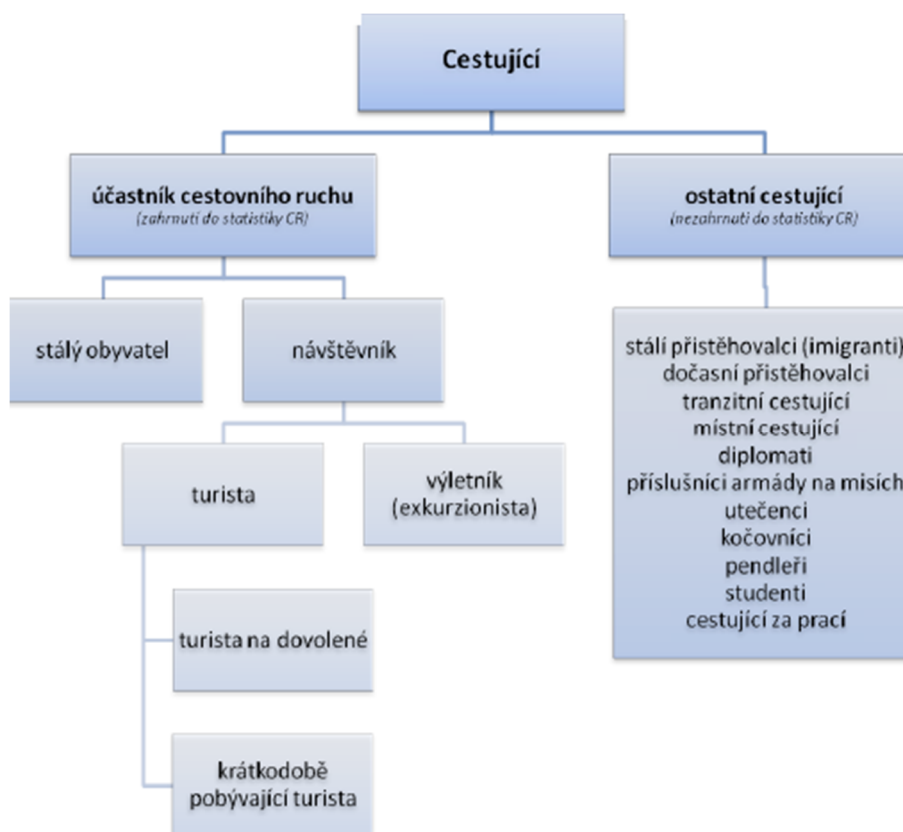 Cestující
účastník cestovního ruchu
(zahrnutí do statistiky CR)
ostatní cestující
(nezahrnatí do statistiky CR)
stálý obyvatel
návštěvník
stálí přistěhovalci (imigranti)
dočasní přistěhovalci
tranzitní cestující
místní cestující
diplomati
příslušníci armády na misích
utečenci
kočovníci
pendleři
studenti
cestující za prací
turista
výletník
(exkurzionista)
turista na dovolené
krátkodobě
pobývající turista